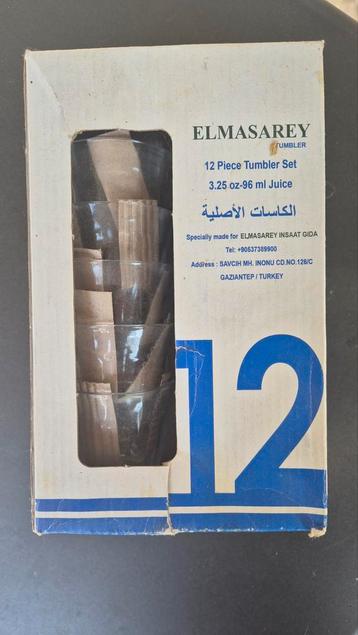 ELMASAREY
TUMBLER
12 Piece Tumbler Set
3.25 oz-96 ml Juice
الكاسات الأصلية
Specially made for ELMASAREY INSAAT GIDA
Tel: +90537389900
Address : SAVCIH MH. INONU CD.NO.126/C
GAZIANTEP / TURKEY
12